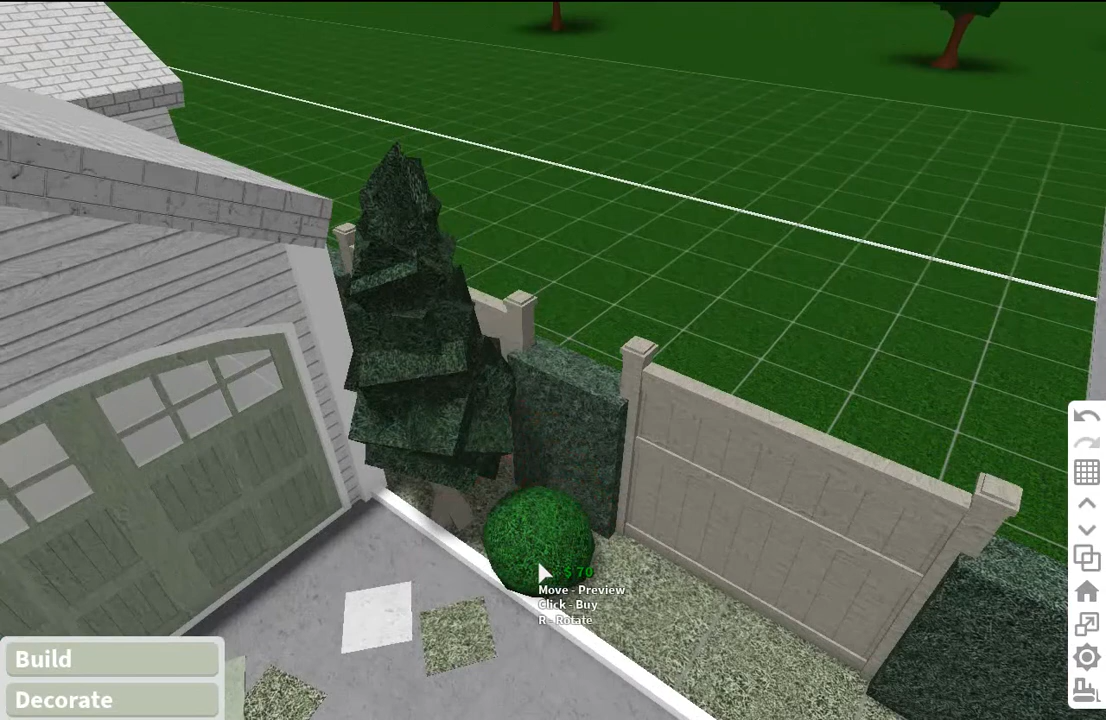 $ 70
Move - Preview
Click - Buy
R - Rotate
Build
Decorate